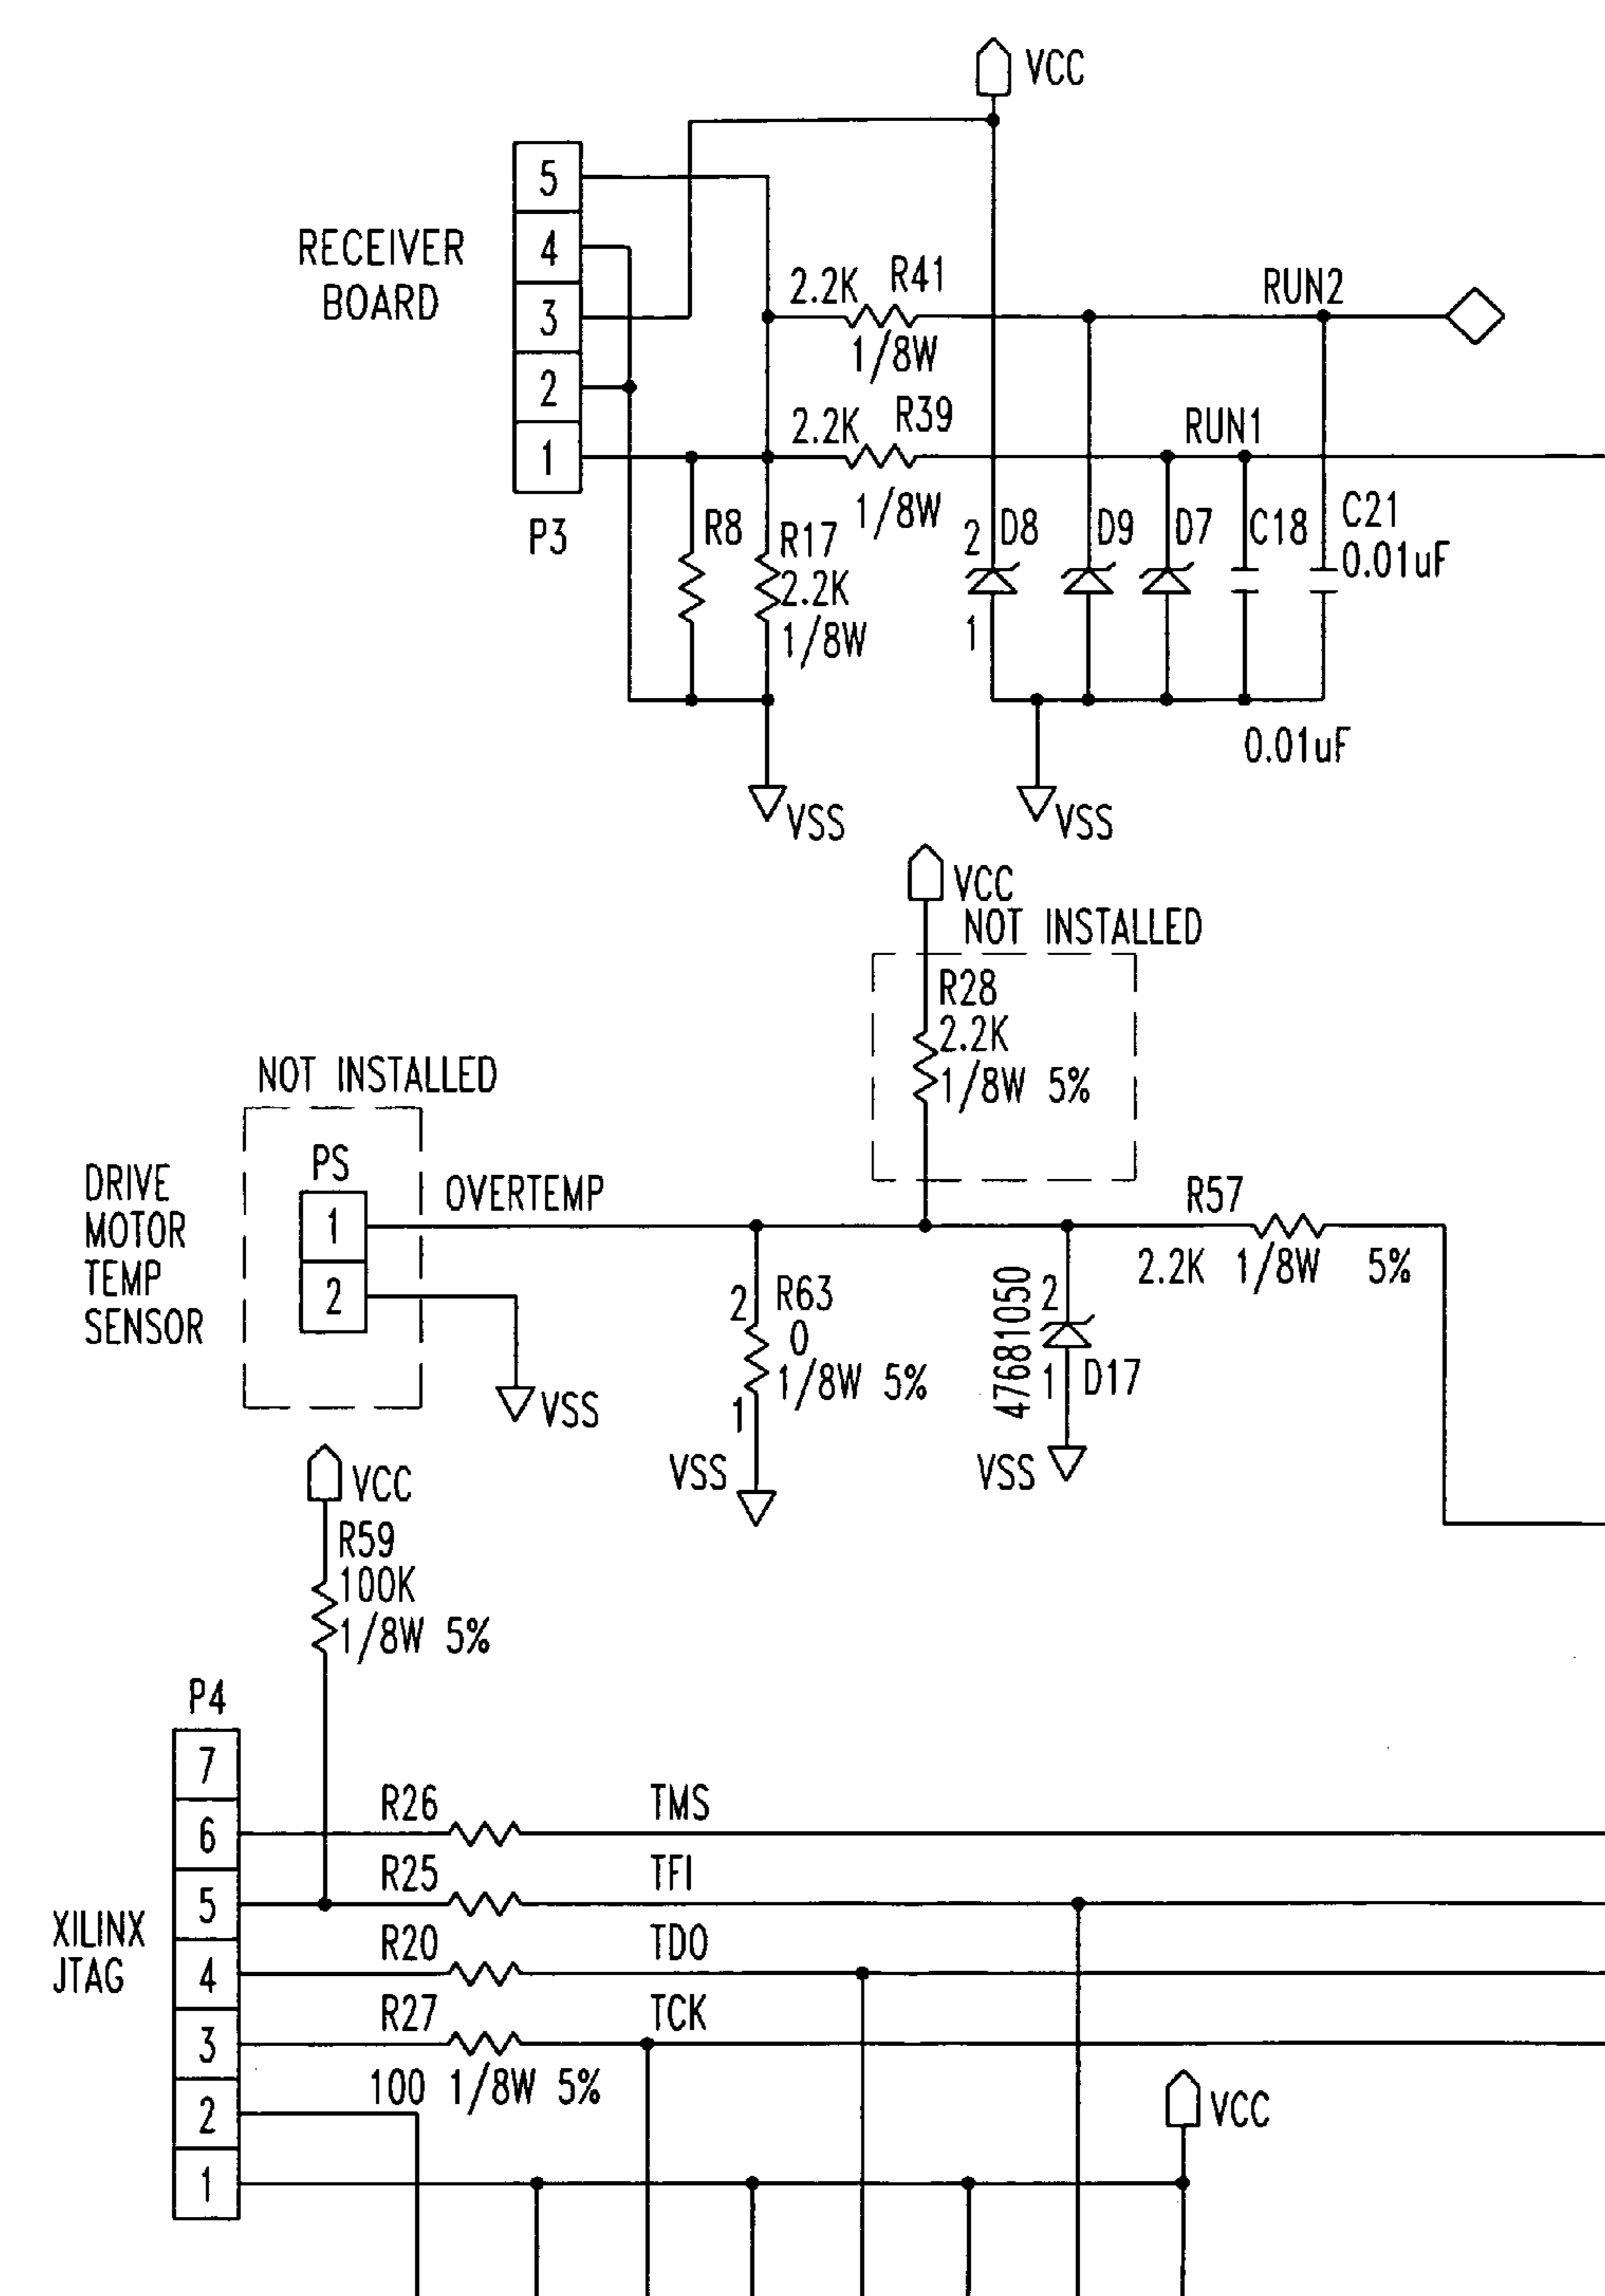 VCC
5
4
3
2
1
RECEIVER
BOARD
P3
2.2K R41
1/8W
RUN2
2.2K R39
1/8W
RUN1
R8
R17
2.2K
1/8W
2 D8
1
D9
D7
C18
C21
0.01uF
0.01uF
VSS
VSS
VCC
NOT INSTALLED
R28
2.2K
1/8W 5%
NOT INSTALLED
PS
1
2
DRIVE
MOTOR
TEMP
SENSOR
OVERTEMP
VSS
2 R63
0
1/8W 5%
1
VSS
47681050
2
1 D17
VSS
R57
2.2K 1/8W 5%
VCC
R59
100K
1/8W 5%
P4
7
6
5
4
3
2
1
XILINX
JTAG
R26 TMS
R25 TFI
R20 TDO
R27 TCK
100 1/8W 5%
VCC